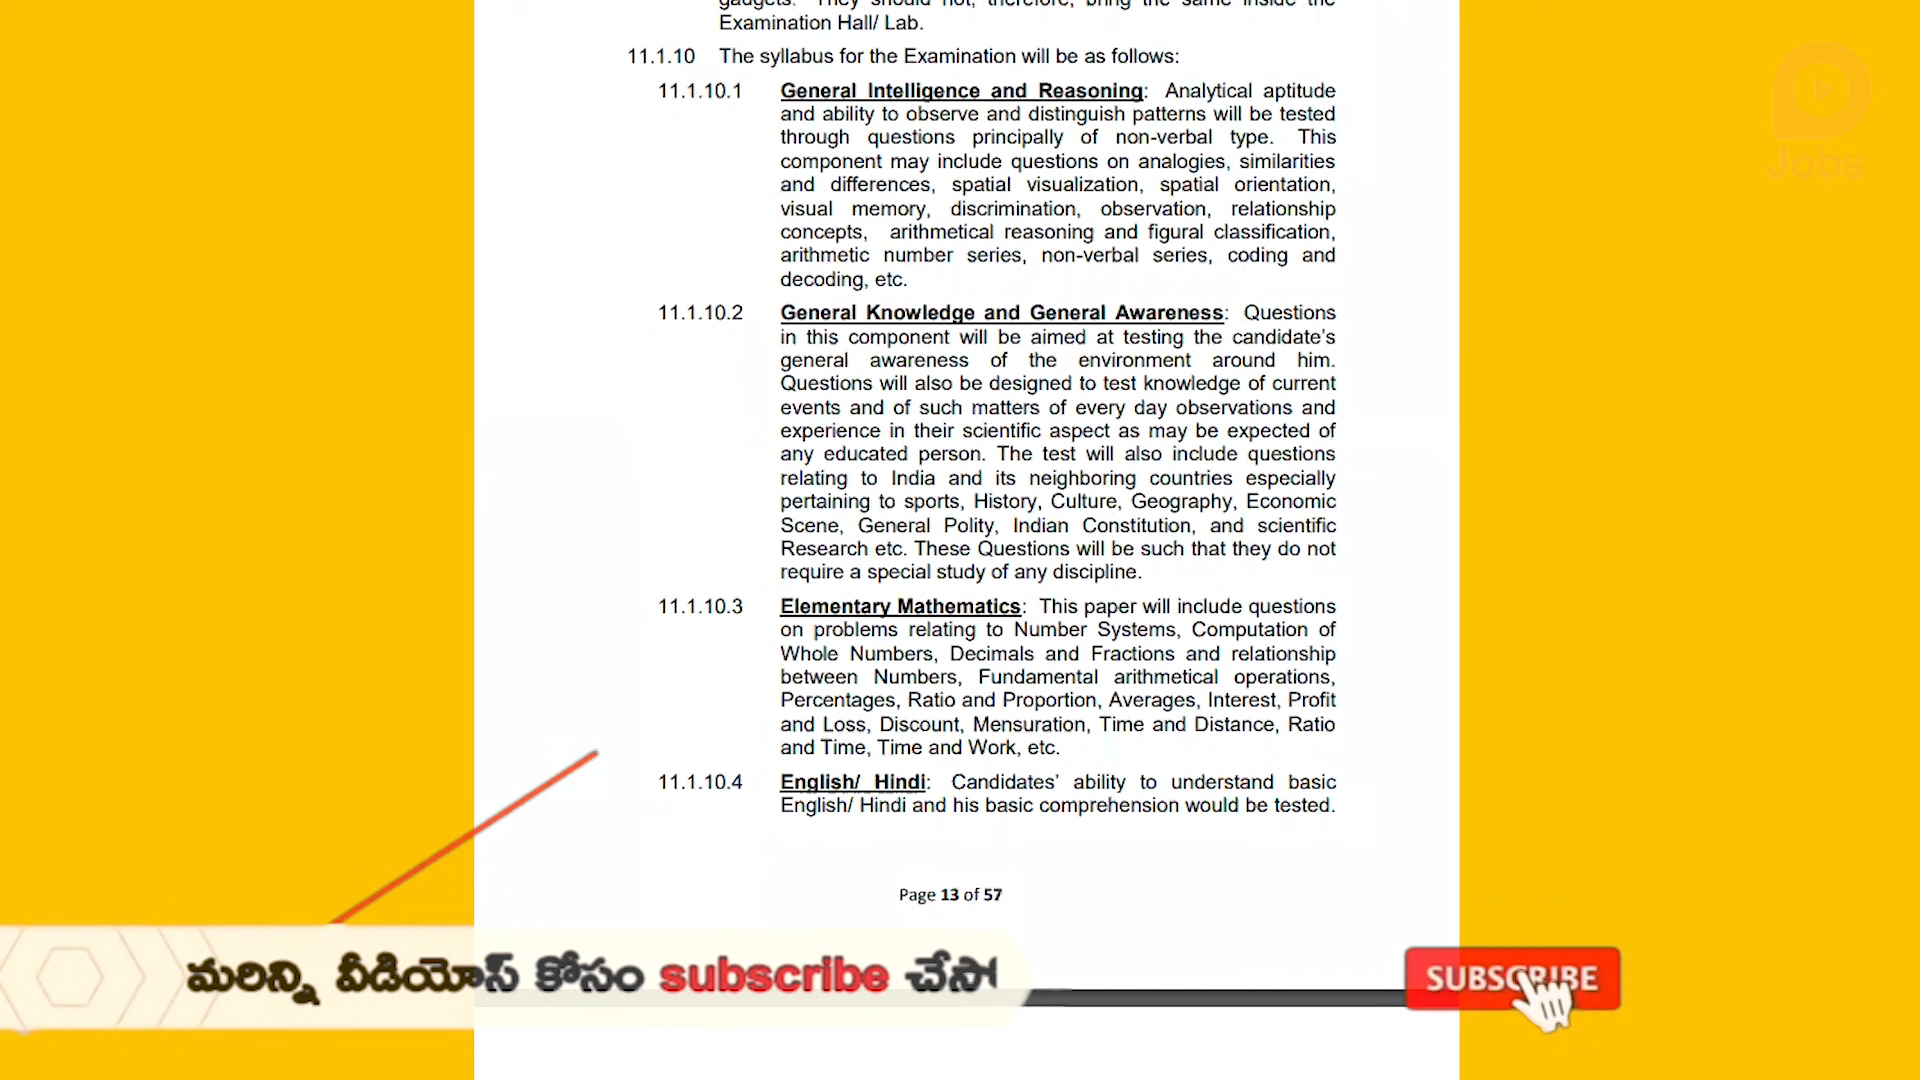 gadgets. They should not, therefore, bring the same inside the
Examination Hall/ Lab.
11.1.10 The syllabus for the Examination will be as follows:
11.1.10.1 General Intelligence and Reasoning: Analytical aptitude
and ability to observe and distinguish patterns will be tested
through questions principally of non-verbal type. This
component may include questions on analogies, similarities
and differences, spatial visualization, spatial orientation,
visual memory, discrimination, observation, relationship
concepts, arithmetical reasoning and figural classification,
arithmetic number series, non-verbal series, coding and
decoding, etc.
11.1.10.2 General Knowledge and General Awareness: Questions
in this component will be aimed at testing the candidate's
general awareness of the environment around him.
Questions will also be designed to test knowledge of current
events and of such matters of every day observations and
experience in their scientific aspect as may be expected of
any educated person. The test will also include questions
relating to India and its neighboring countries especially
pertaining to sports, History, Culture, Geography, Economic
Scene, General Polity, Indian Constitution, and scientific
Research etc. These Questions will be such that they do not
require a special study of any discipline.
11.1.10.3 Elementary Mathematics: This paper will include questions
on problems relating to Number Systems, Computation of
Whole Numbers, Decimals and Fractions and relationship
between Numbers, Fundamental arithmetical operations,
Percentages, Ratio and Proportion, Averages, Interest, Profit
and Loss, Discount, Mensuration, Time and Distance, Ratio
and Time, Time and Work, etc.
11.1.10.4 English/ Hindi: Candidates' ability to understand basic
English/ Hindi and his basic comprehension would be tested.
Page 13 of 57
Jobs
మరిన్ని వీడియోస్ కోసం subscribe
SUBSCRIBE